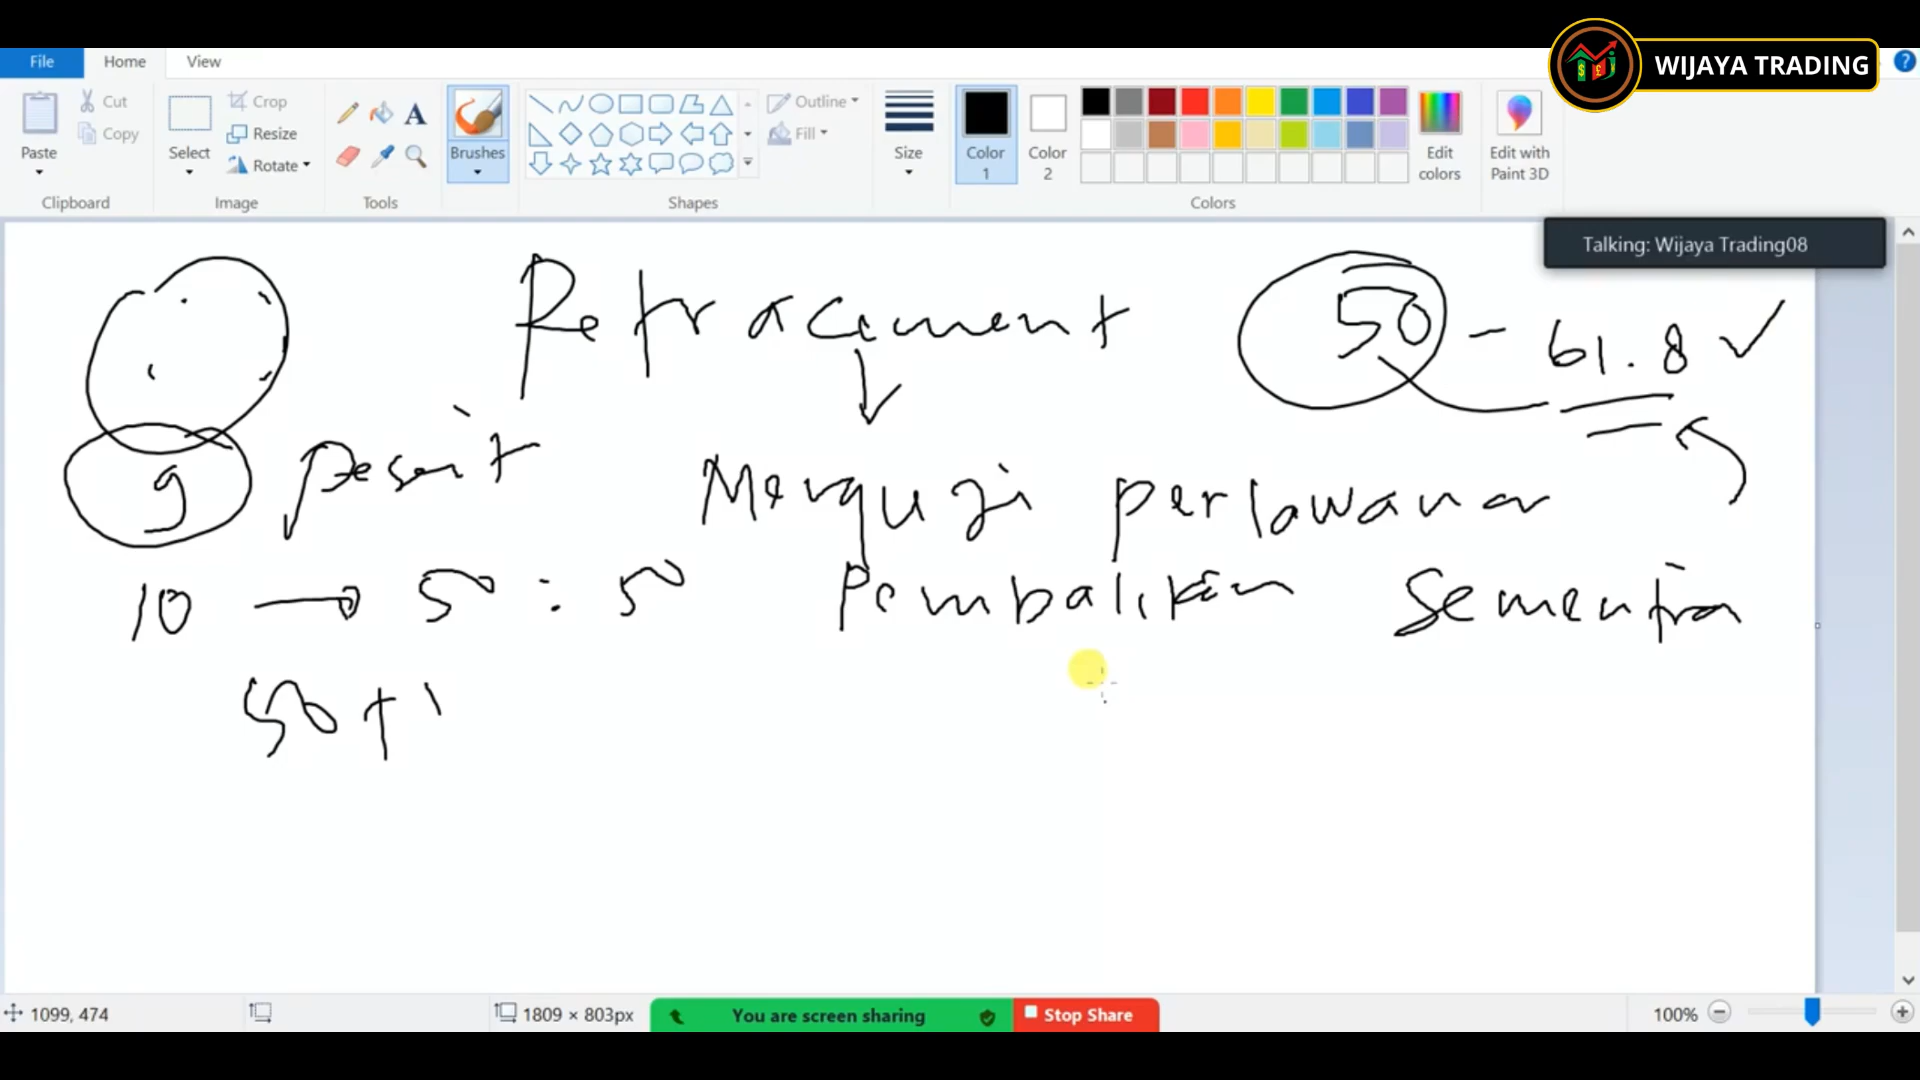 WIJAYA TRADING
File Home View
Paste
Cut
Copy
Clipboard
Select
Crop
Resize
Rotate
Image
Tools
Brushes
Outline
Fill
Shapes
Size
Color 1
Color 2
Edit colors
Colors
Edit with Paint 3D
Talking: Wijaya Trading08
Retracement 50 - 61.8 ✓
9 Menguji perlawanan
10 → 50 : 50 Pembalikan Sementra
50 + 1
1099, 474
1809 × 803px
You are screen sharing
Stop Share
100%